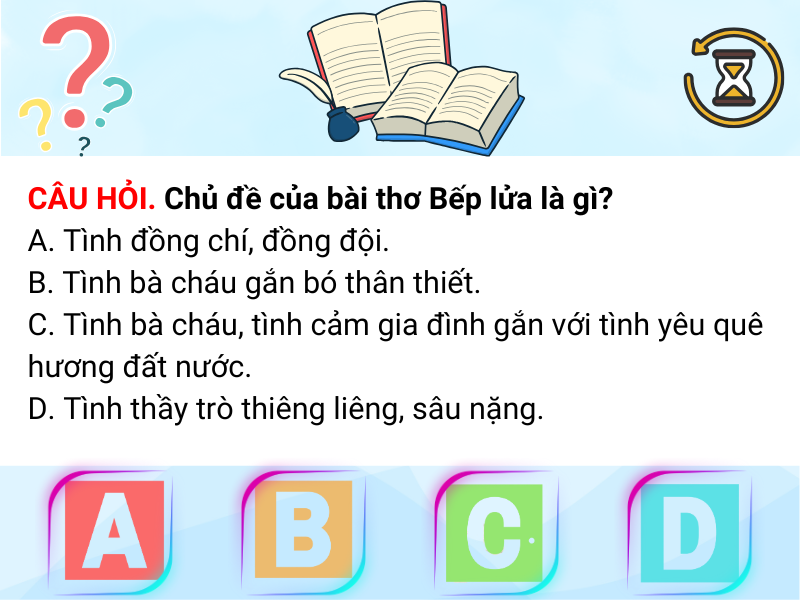 CÂU HỎI. Chủ đề của bài thơ Bếp lửa là gì?
A. Tình đồng chí, đồng đội.
B. Tình bà cháu gắn bó thân thiết.
C. Tình bà cháu, tình cảm gia đình gắn với tình yêu quê
hương đất nước.
D. Tình thầy trò thiêng liêng, sâu nặng.
A B C D